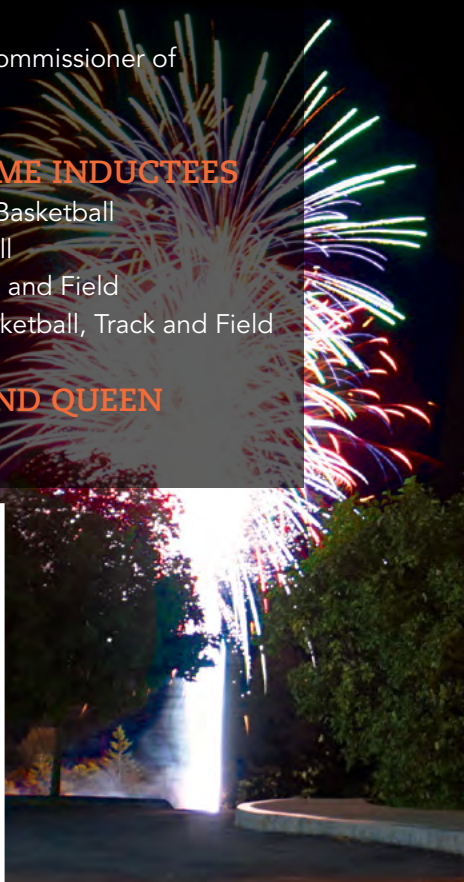 ommissioner of
ME INDUCTEES
Basketball
ll
and Field
ketball, Track and Field
ND QUEEN